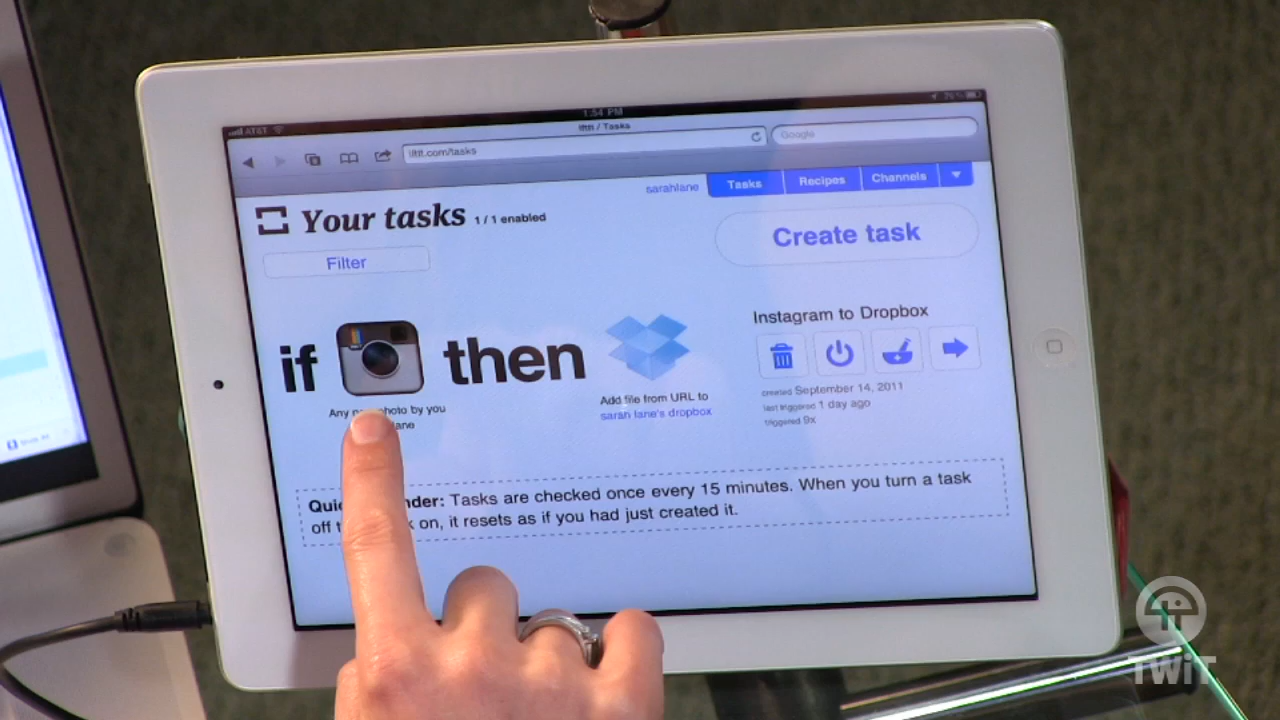 AT&T 1:54 PM
ifttt / Tasks
ifttt.com/tasks Google
sarahlane Tasks Recipes Channels
Your tasks 1 / 1 enabled
Create task
Filter
if then
Instagram to Dropbox
Any photo by you
lane
Add file from URL to
sarah lane's dropbox
created September 14, 2011
last triggered 1 day ago
triggered 9x
Quic nder: Tasks are checked once every 15 minutes. When you turn a task
off on, it resets as if you had just created it.
TWiT